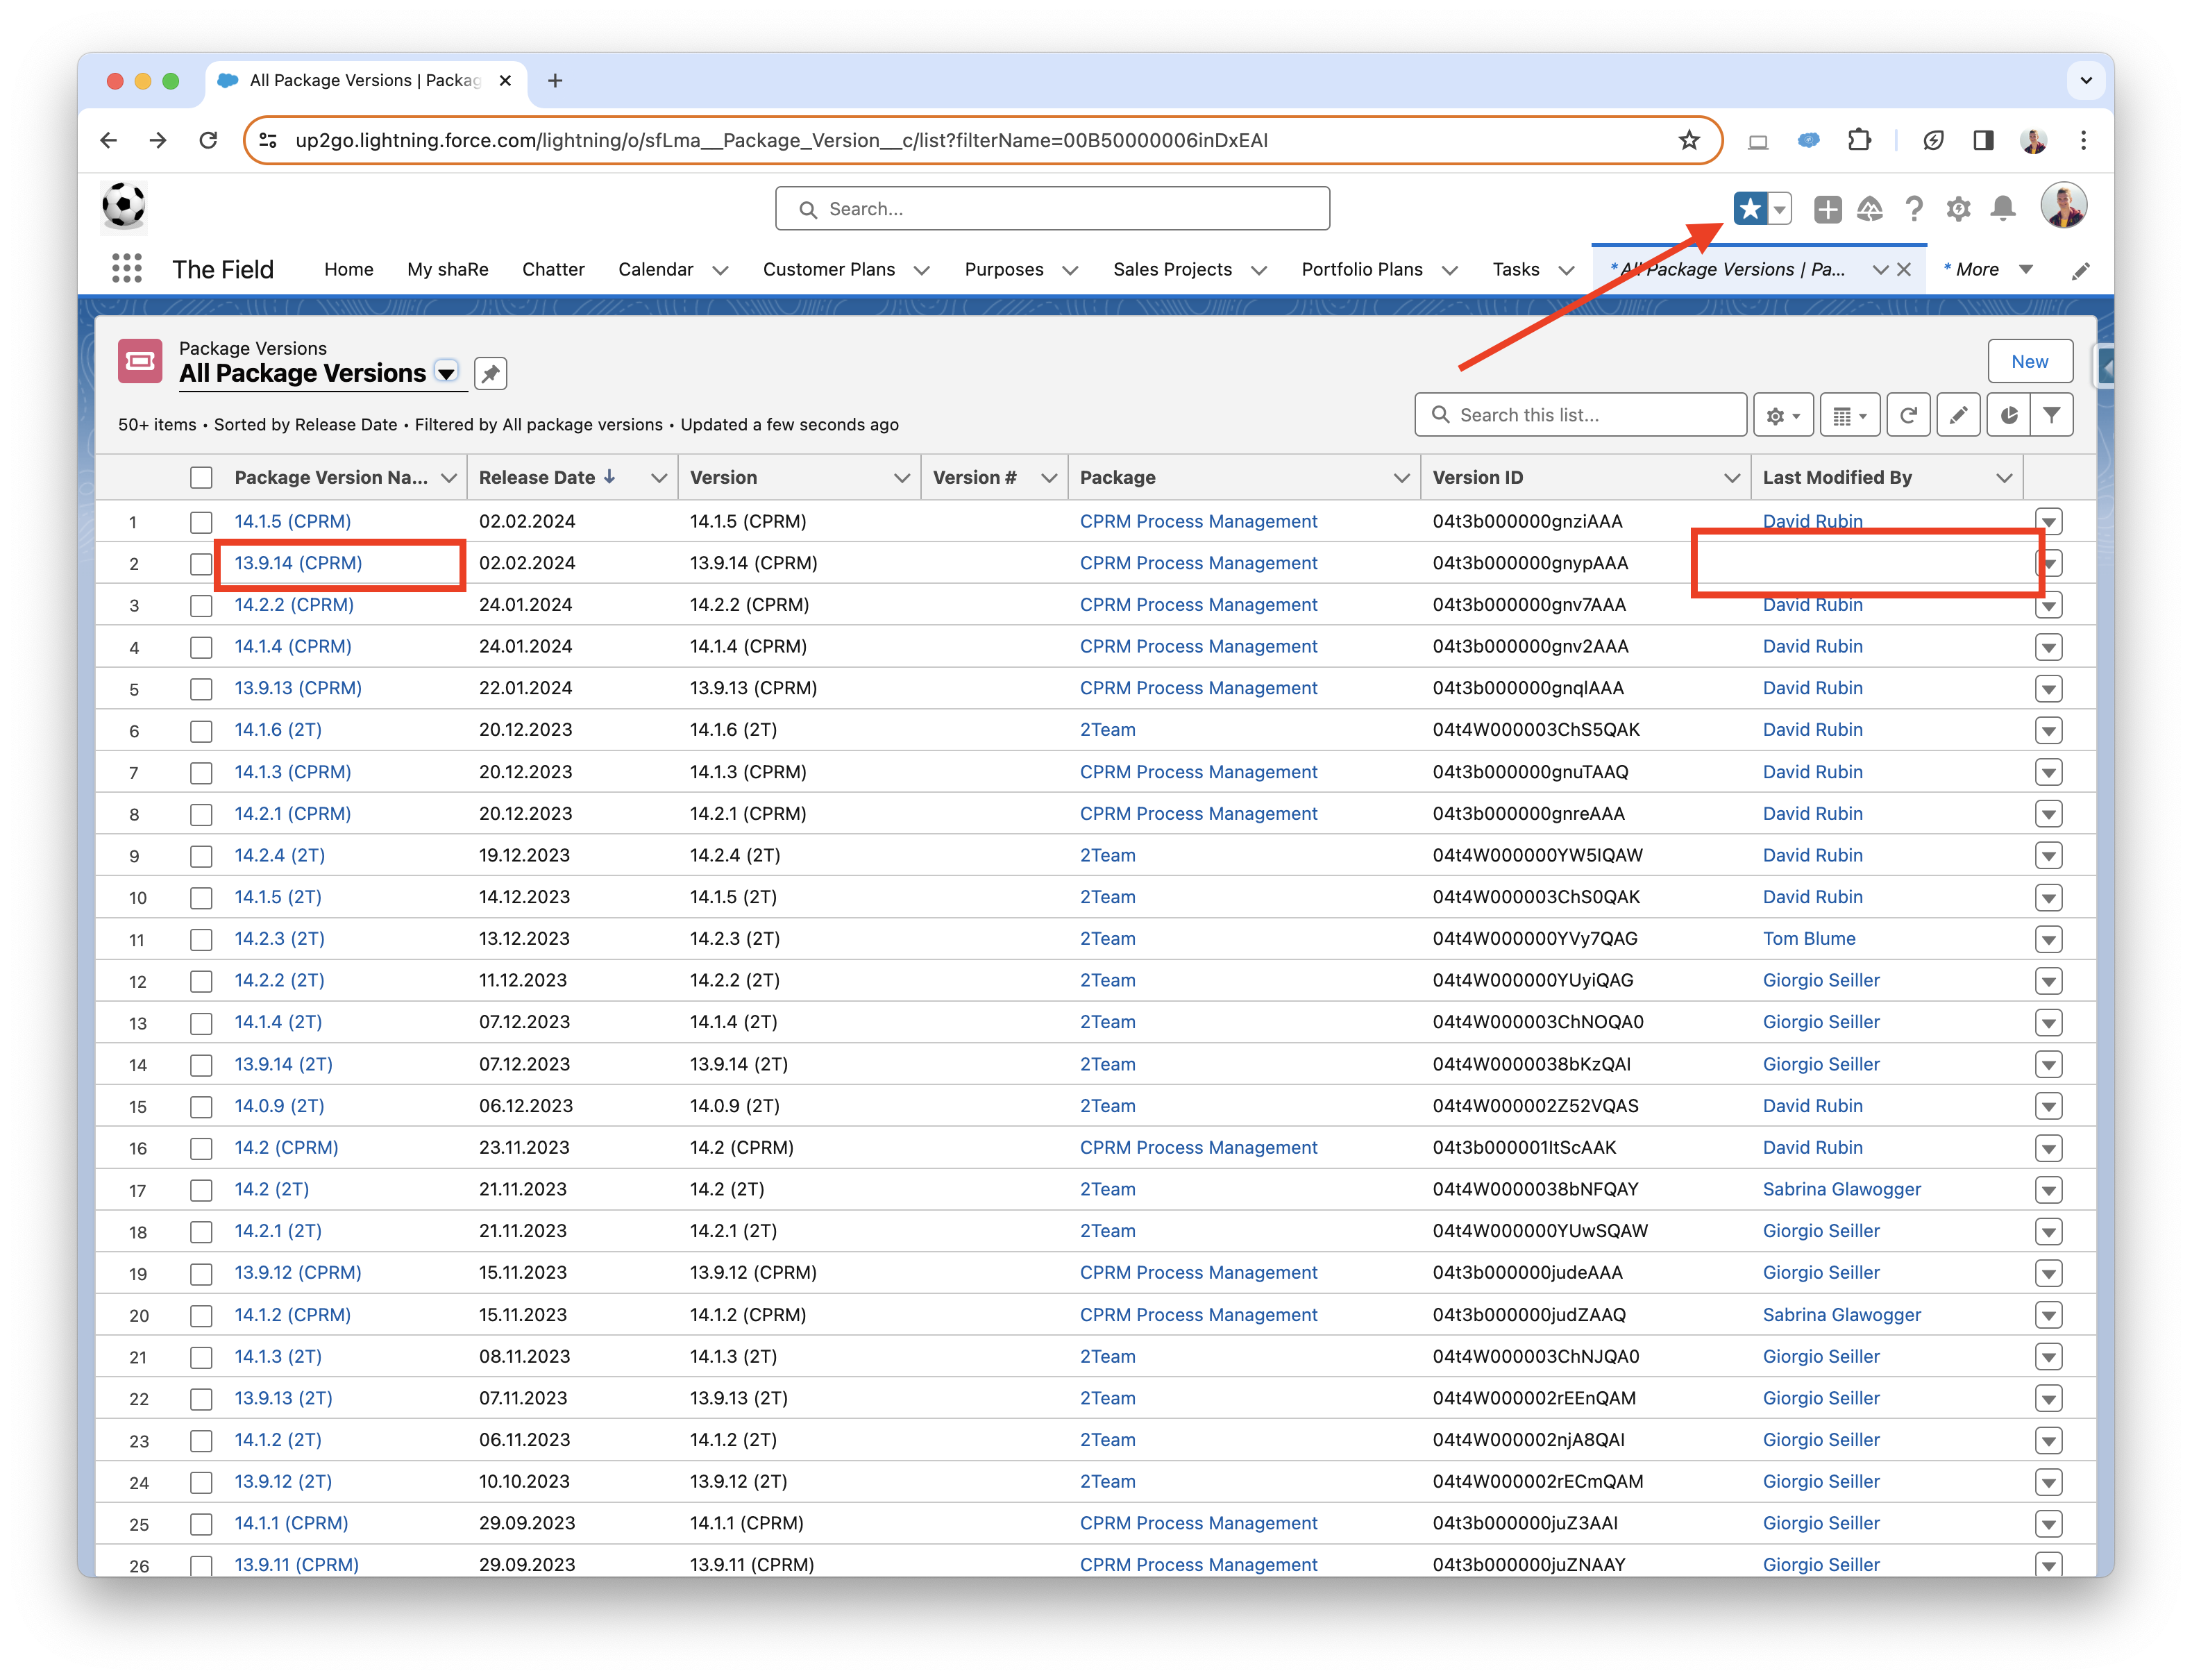 All Package Versions | Packag
up2go.lightning.force.com/lightning/o/sfLma__Package_Version__c/list?filterName=00B50000006inDxEAI
Search...
The Field Home My shaRe Chatter Calendar Customer Plans Purposes Sales Projects Portfolio Plans Tasks * All Package Versions | Pa... * More
Package Versions
All Package Versions
New
50+ items • Sorted by Release Date • Filtered by All package versions • Updated a few seconds ago
Search this list...
Package Version Na... Release Date Version Version # Package Version ID Last Modified By
1 14.1.5 (CPRM) 02.02.2024 14.1.5 (CPRM) CPRM Process Management 04t3b000000gnziAAA David Rubin
2 13.9.14 (CPRM) 02.02.2024 13.9.14 (CPRM) CPRM Process Management 04t3b000000gnypAAA
3 14.2.2 (CPRM) 24.01.2024 14.2.2 (CPRM) CPRM Process Management 04t3b000000gnv7AAA David Rubin
4 14.1.4 (CPRM) 24.01.2024 14.1.4 (CPRM) CPRM Process Management 04t3b000000gnv2AAA David Rubin
5 13.9.13 (CPRM) 22.01.2024 13.9.13 (CPRM) CPRM Process Management 04t3b000000gnqlAAA David Rubin
6 14.1.6 (2T) 20.12.2023 14.1.6 (2T) 2Team 04t4W000003ChS5QAK David Rubin
7 14.1.3 (CPRM) 20.12.2023 14.1.3 (CPRM) CPRM Process Management 04t3b000000gnuTAAQ David Rubin
8 14.2.1 (CPRM) 20.12.2023 14.2.1 (CPRM) CPRM Process Management 04t3b000000gnreAAA David Rubin
9 14.2.4 (2T) 19.12.2023 14.2.4 (2T) 2Team 04t4W000000YW5IQAW David Rubin
10 14.1.5 (2T) 14.12.2023 14.1.5 (2T) 2Team 04t4W000003ChS0QAK David Rubin
11 14.2.3 (2T) 13.12.2023 14.2.3 (2T) 2Team 04t4W000000YVy7QAG Tom Blume
12 14.2.2 (2T) 11.12.2023 14.2.2 (2T) 2Team 04t4W000000YUyiQAG Giorgio Seiller
13 14.1.4 (2T) 07.12.2023 14.1.4 (2T) 2Team 04t4W000003ChNOQA0 Giorgio Seiller
14 13.9.14 (2T) 07.12.2023 13.9.14 (2T) 2Team 04t4W0000038bKzQAI Giorgio Seiller
15 14.0.9 (2T) 06.12.2023 14.0.9 (2T) 2Team 04t4W000002Z52VQAS David Rubin
16 14.2 (CPRM) 23.11.2023 14.2 (CPRM) CPRM Process Management 04t3b000001ItScAAK David Rubin
17 14.2 (2T) 21.11.2023 14.2 (2T) 2Team 04t4W0000038bNFQAY Sabrina Glawogger
18 14.2.1 (2T) 21.11.2023 14.2.1 (2T) 2Team 04t4W000000YUwSQAW Giorgio Seiller
19 13.9.12 (CPRM) 15.11.2023 13.9.12 (CPRM) CPRM Process Management 04t3b000000judeAAA Giorgio Seiller
20 14.1.2 (CPRM) 15.11.2023 14.1.2 (CPRM) CPRM Process Management 04t3b000000judZAAQ Sabrina Glawogger
21 14.1.3 (2T) 08.11.2023 14.1.3 (2T) 2Team 04t4W000003ChNJQA0 Giorgio Seiller
22 13.9.13 (2T) 07.11.2023 13.9.13 (2T) 2Team 04t4W000002rEEnQAM Giorgio Seiller
23 14.1.2 (2T) 06.11.2023 14.1.2 (2T) 2Team 04t4W000002njA8QAI Giorgio Seiller
24 13.9.12 (2T) 10.10.2023 13.9.12 (2T) 2Team 04t4W000002rECmQAM Giorgio Seiller
25 14.1.1 (CPRM) 29.09.2023 14.1.1 (CPRM) CPRM Process Management 04t3b000000juZ3AAI Giorgio Seiller
26 13.9.11 (CPRM) 29.09.2023 13.9.11 (CPRM) CPRM Process Management 04t3b000000juZNAAY Giorgio Seiller